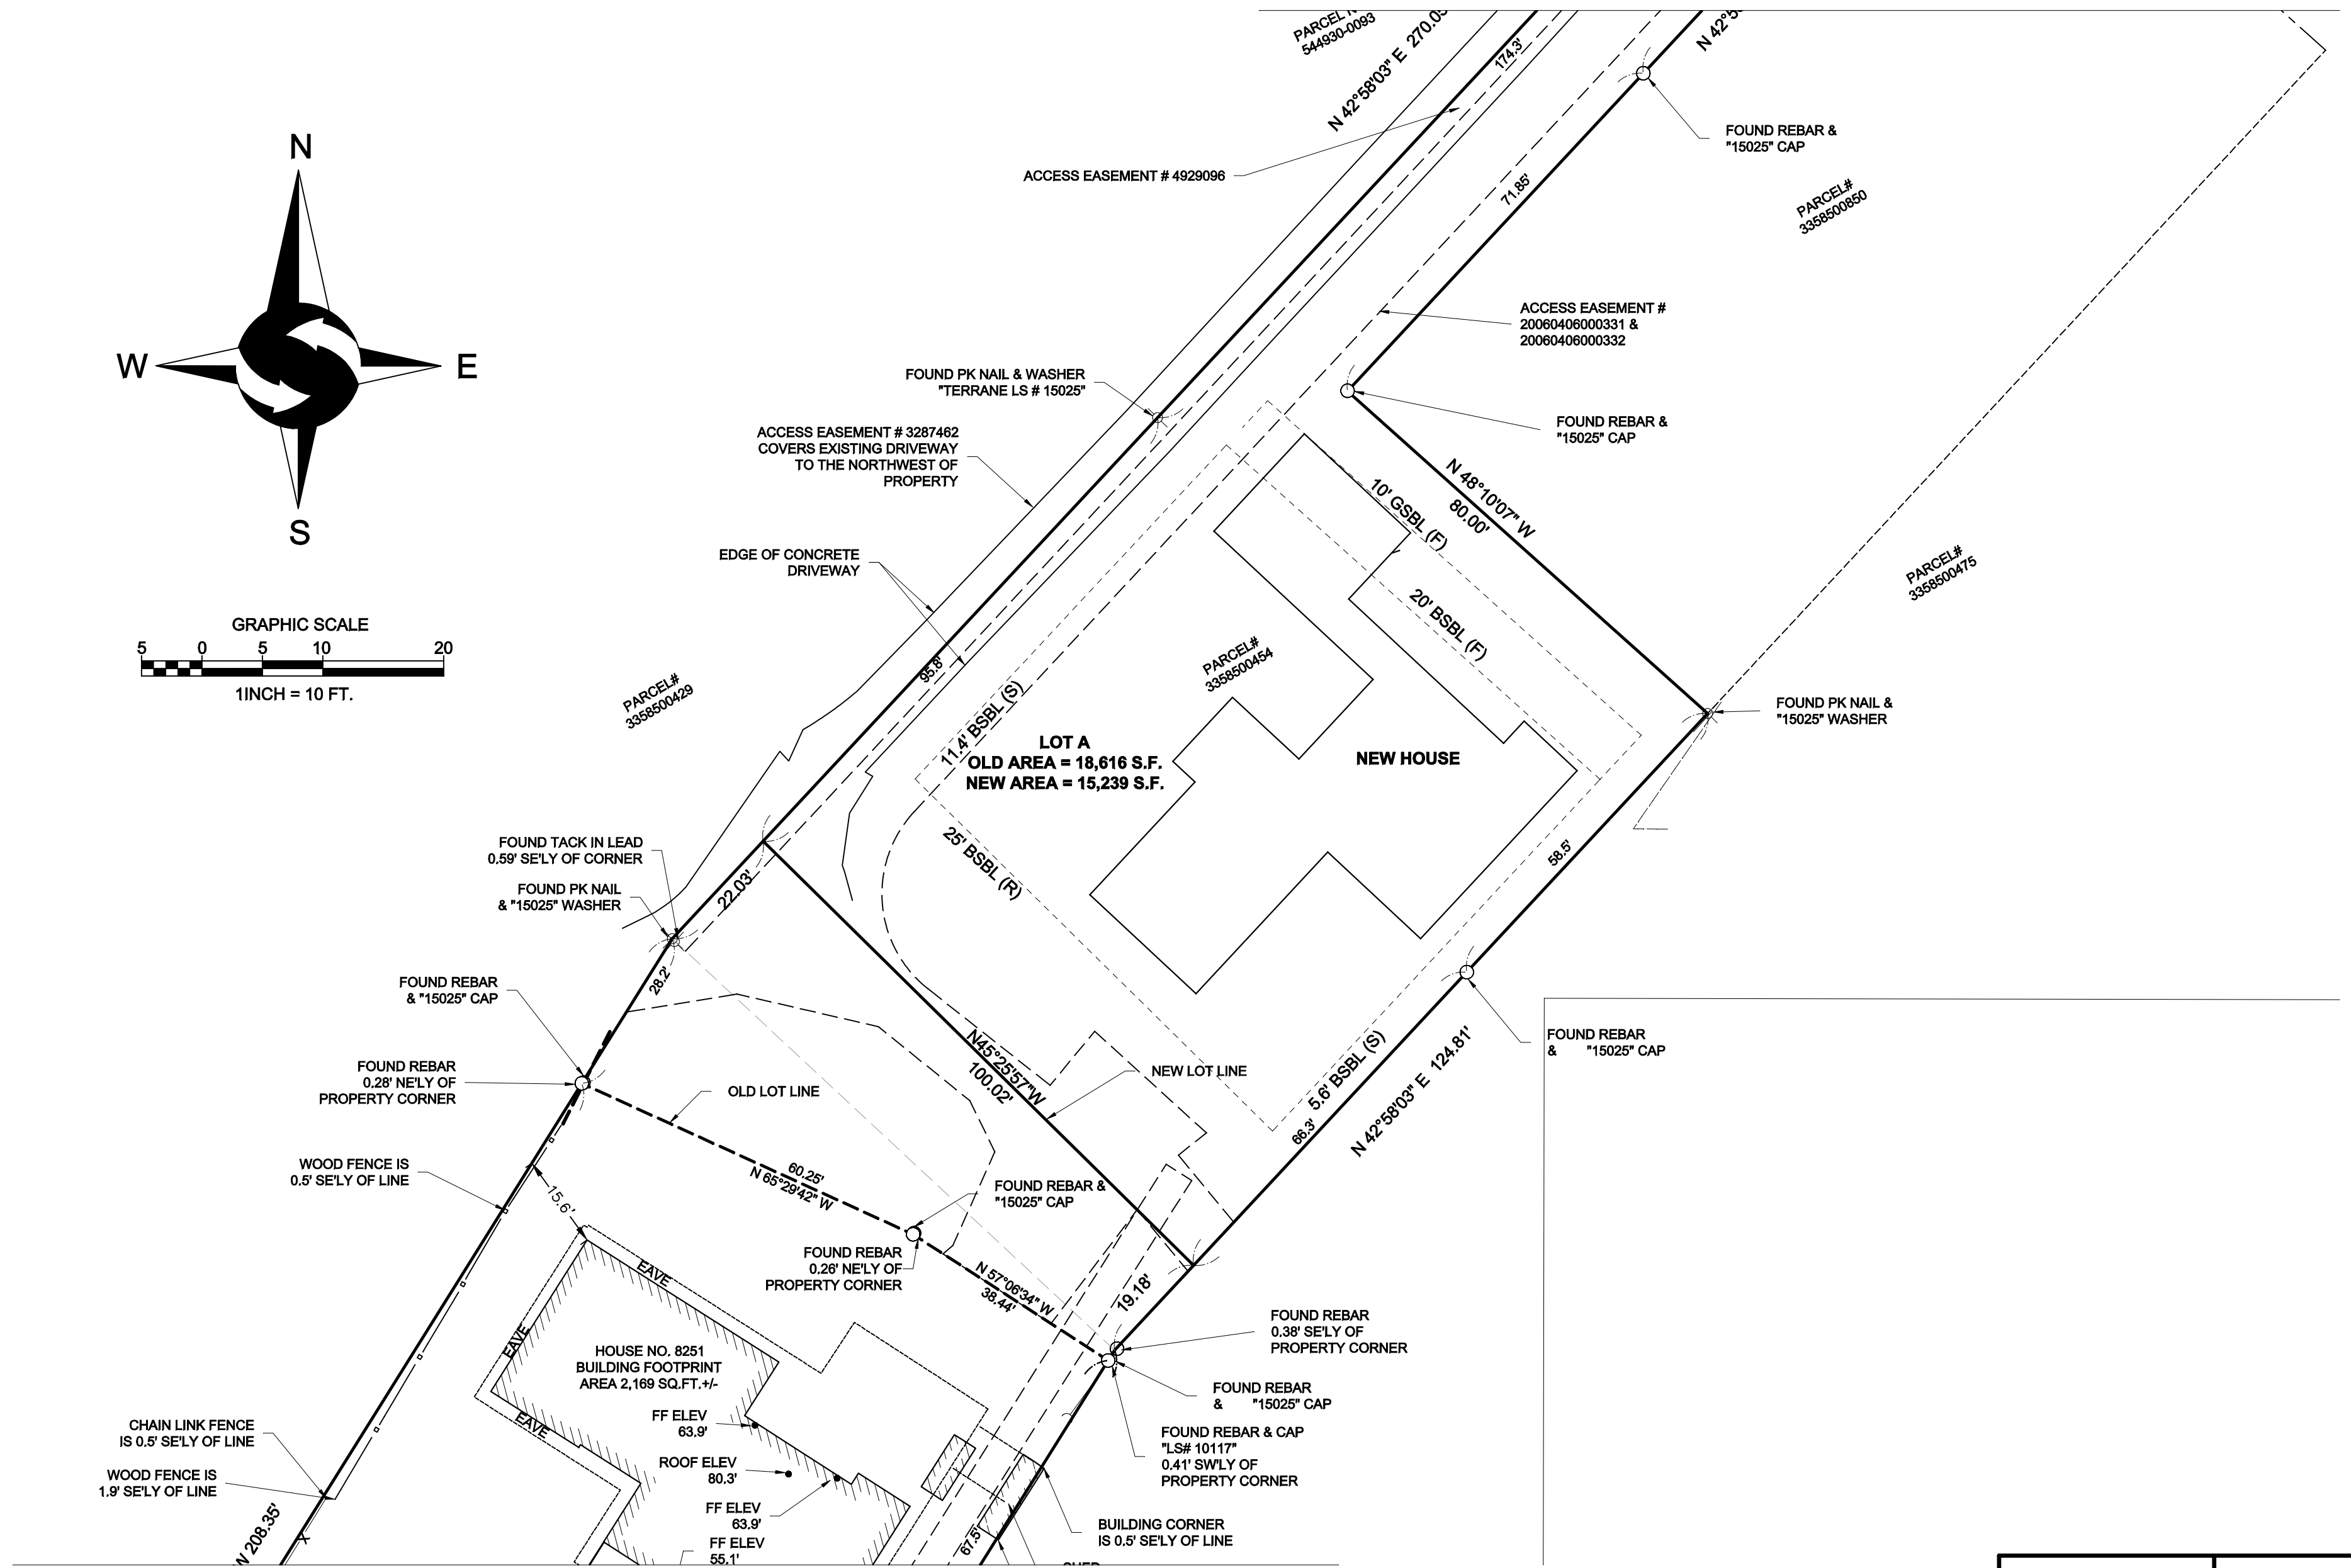 PARCEL
544930-0093
N 42°58'03" E 270.05'
174.3'
N
W
E
S
GRAPHIC SCALE
5 0 5 10 20
1INCH = 10 FT.
FOUND REBAR &
"15025" CAP
ACCESS EASEMENT # 4929096
71.85'
PARCEL#
3358500850
ACCESS EASEMENT #
20060406000331 &
20060406000332
FOUND PK NAIL & WASHER
"TERRANE LS # 15025"
FOUND REBAR &
"15025" CAP
ACCESS EASEMENT # 3287462
COVERS EXISTING DRIVEWAY
TO THE NORTHWEST OF
PROPERTY
N 48°10'07" W
80.00'
10' GSBL (F)
20' BSBL (F)
EDGE OF CONCRETE
DRIVEWAY
PARCEL#
3358500475
95.8'
PARCEL#
3358500429
PARCEL#
3358500454
11.4' BSBL (S)
FOUND PK NAIL &
"15025" WASHER
LOT A
OLD AREA = 18,616 S.F.
NEW AREA = 15,239 S.F.
NEW HOUSE
25' BSBL (R)
58.5'
FOUND TACK IN LEAD
0.59' SE'LY OF CORNER
FOUND PK NAIL
& "15025" WASHER
22.03'
28.2'
FOUND REBAR
& "15025" CAP
FOUND REBAR
0.28' NE'LY OF
PROPERTY CORNER
OLD LOT LINE
N45°25'57"W
100.02'
NEW LOT LINE
5.6' BSBL (S)
66.3'
N 42°58'03" E 124.81'
FOUND REBAR
& "15025" CAP
WOOD FENCE IS
0.5' SE'LY OF LINE
15.6'
60.25'
N 65°29'42" W
FOUND REBAR &
"15025" CAP
FOUND REBAR
0.26' NE'LY OF
PROPERTY CORNER
N 57°06'34" W
38.44'
19.18'
FOUND REBAR
0.38' SE'LY OF
PROPERTY CORNER
EAVE
EAVE
EAVE
HOUSE NO. 8251
BUILDING FOOTPRINT
AREA 2,169 SQ.FT.+/-
FOUND REBAR
& "15025" CAP
FF ELEV
63.9'
FOUND REBAR & CAP
"LS# 10117"
0.41' SW'LY OF
PROPERTY CORNER
ROOF ELEV
80.3'
CHAIN LINK FENCE
IS 0.5' SE'LY OF LINE
WOOD FENCE IS
1.9' SE'LY OF LINE
FF ELEV
63.9'
FF ELEV
55.1'
BUILDING CORNER
IS 0.5' SE'LY OF LINE
67.5'
208.35'